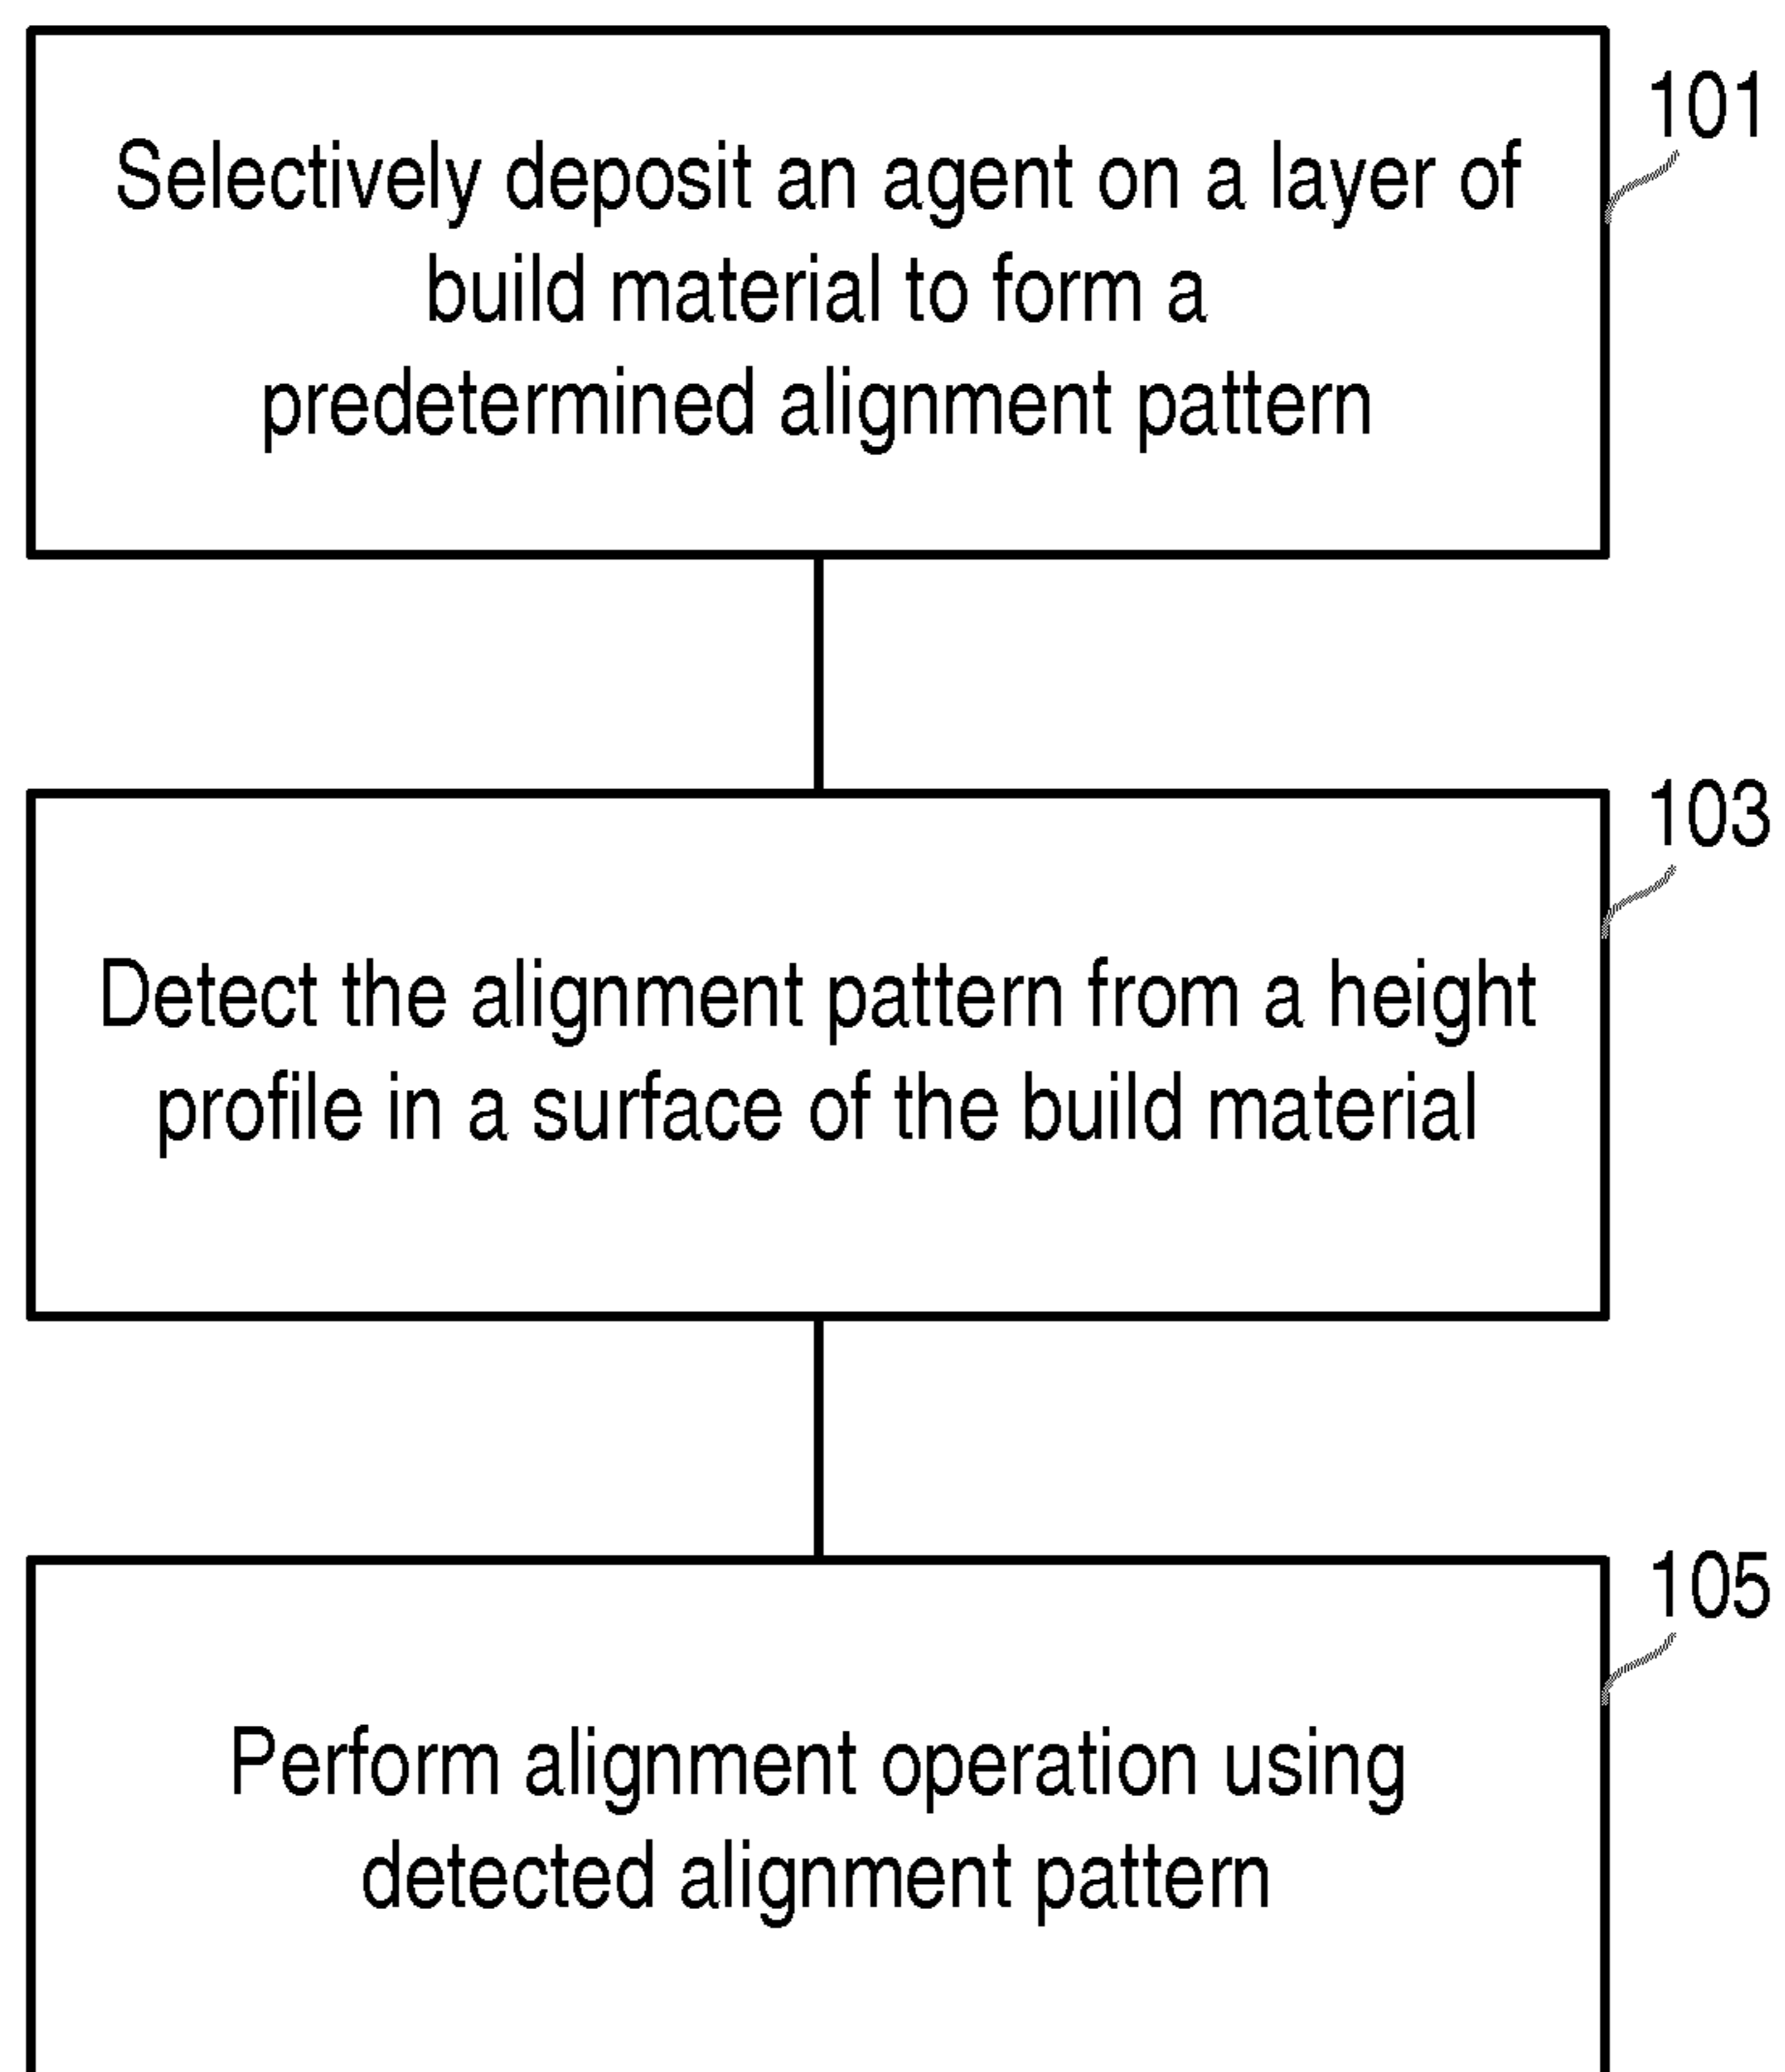 101
Selectively deposit an agent on a layer of
build material to form a
predetermined alignment pattern
103
Detect the alignment pattern from a height
profile in a surface of the build material
105
Perform alignment operation using
detected alignment pattern